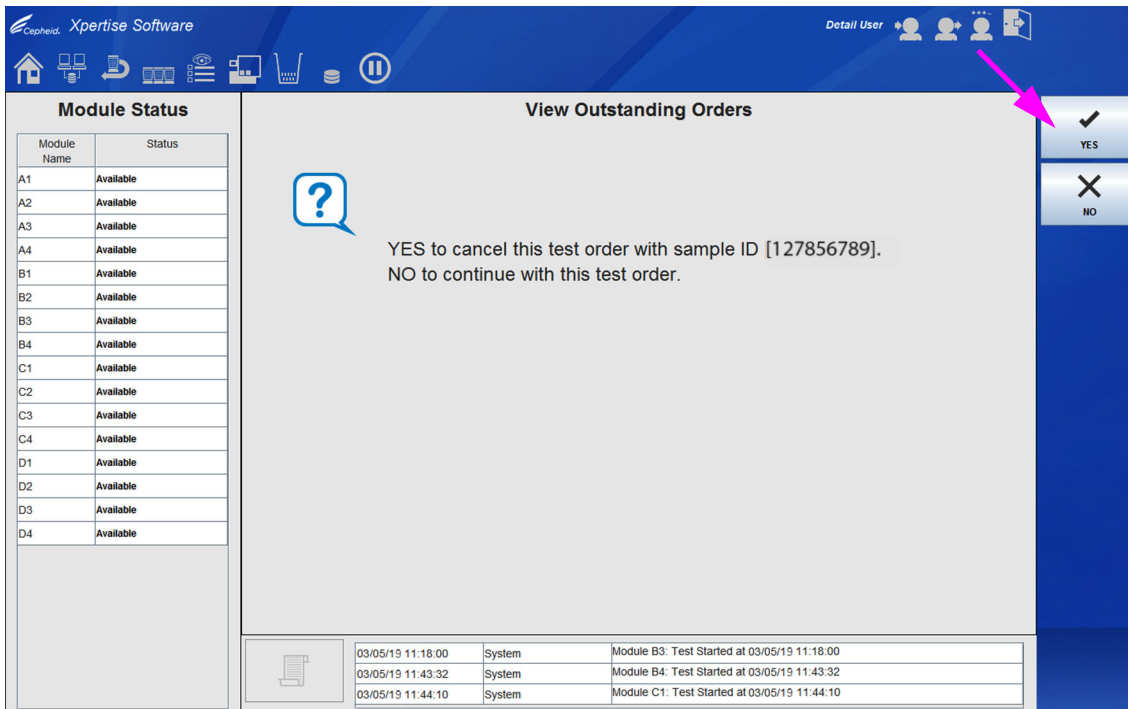 Cepheid. Xpertise Software
Detail User
Module Status
Module Name Status
A1 Available
A2 Available
A3 Available
A4 Available
B1 Available
B2 Available
B3 Available
B4 Available
C1 Available
C2 Available
C3 Available
C4 Available
D1 Available
D2 Available
D3 Available
D4 Available
View Outstanding Orders
YES to cancel this test order with sample ID [127856789].
NO to continue with this test order.
03/05/19 11:18:00 System Module B3: Test Started at 03/05/19 11:18:00
03/05/19 11:43:32 System Module B4: Test Started at 03/05/19 11:43:32
03/05/19 11:44:10 System Module C1: Test Started at 03/05/19 11:44:10
YES
NO